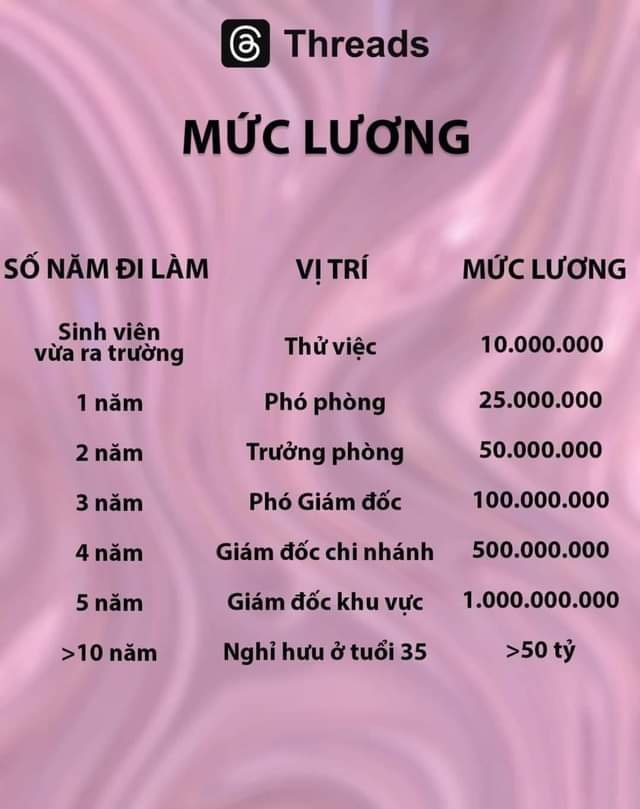 Threads
MỨC LƯƠNG
SỐ NĂM ĐI LÀM VỊ TRÍ MỨC LƯƠNG
Sinh viên
vừa ra trường Thử việc 10.000.000
1 năm Phó phòng 25.000.000
2 năm Trưởng phòng 50.000.000
3 năm Phó Giám đốc 100.000.000
4 năm Giám đốc chi nhánh 500.000.000
5 năm Giám đốc khu vực 1.000.000.000
>10 năm Nghỉ hưu ở tuổi 35 >50 tỷ